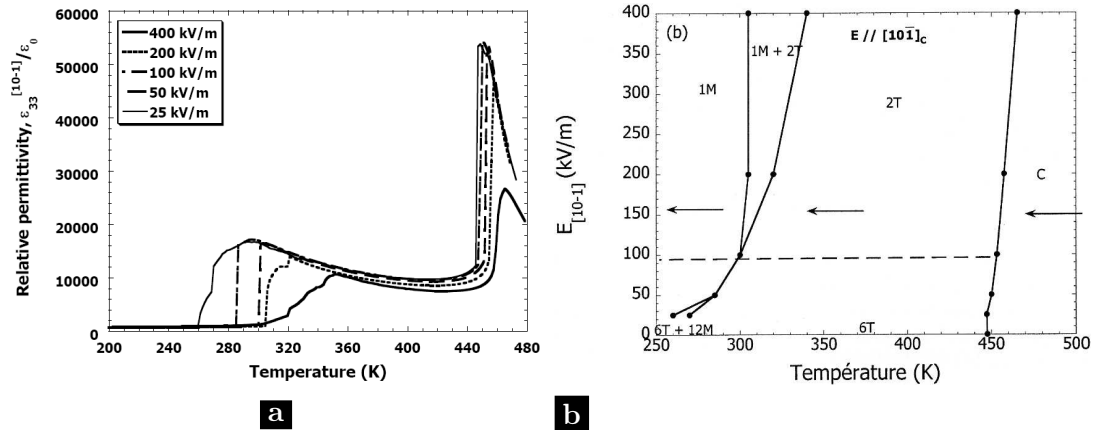 60000
50000
40000
30000
20000
10000
0
Relative permittivity, ε33[10-1]/ε0
400 kV/m
200 kV/m
100 kV/m
50 kV/m
25 kV/m
200 240 280 320 360 400 440 480
Temperature (K)
a
400
350
300
250
200
150
100
50
0
E[10-1] (kV/m)
(b)
E // [101̅]C
1M + 2T
1M
2T
C
6T + 12M
6T
250 300 350 400 450 500
Température (K)
b